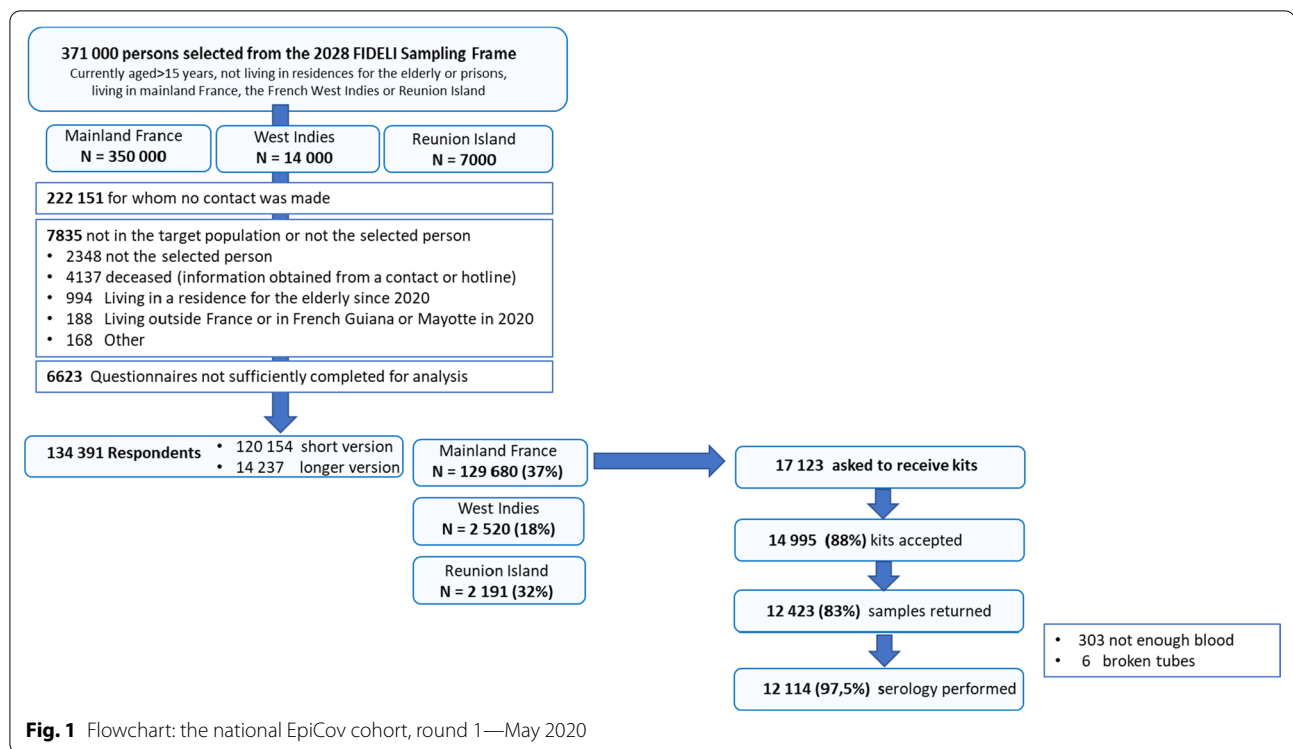 371 000 persons selected from the 2028 FIDELI Sampling Frame
Currently aged>15 years, not living in residences for the elderly or prisons,
living in mainland France, the French West Indies or Reunion Island
Mainland France
N = 350 000
West Indies
N = 14 000
Reunion Island
N = 7000
222 151 for whom no contact was made
7835 not in the target population or not the selected person
• 2348 not the selected person
• 4137 deceased (information obtained from a contact or hotline)
• 994 Living in a residence for the elderly since 2020
• 188 Living outside France or in French Guiana or Mayotte in 2020
• 168 Other
6623 Questionnaires not sufficiently completed for analysis
134 391 Respondents
• 120 154 short version
• 14 237 longer version
Mainland France
N = 129 680 (37%)
West Indies
N = 2 520 (18%)
Reunion Island
N = 2 191 (32%)
17 123 asked to receive kits
14 995 (88%) kits accepted
12 423 (83%) samples returned
• 303 not enough blood
• 6 broken tubes
12 114 (97,5%) serology performed
Fig. 1 Flowchart: the national EpiCov cohort, round 1—May 2020